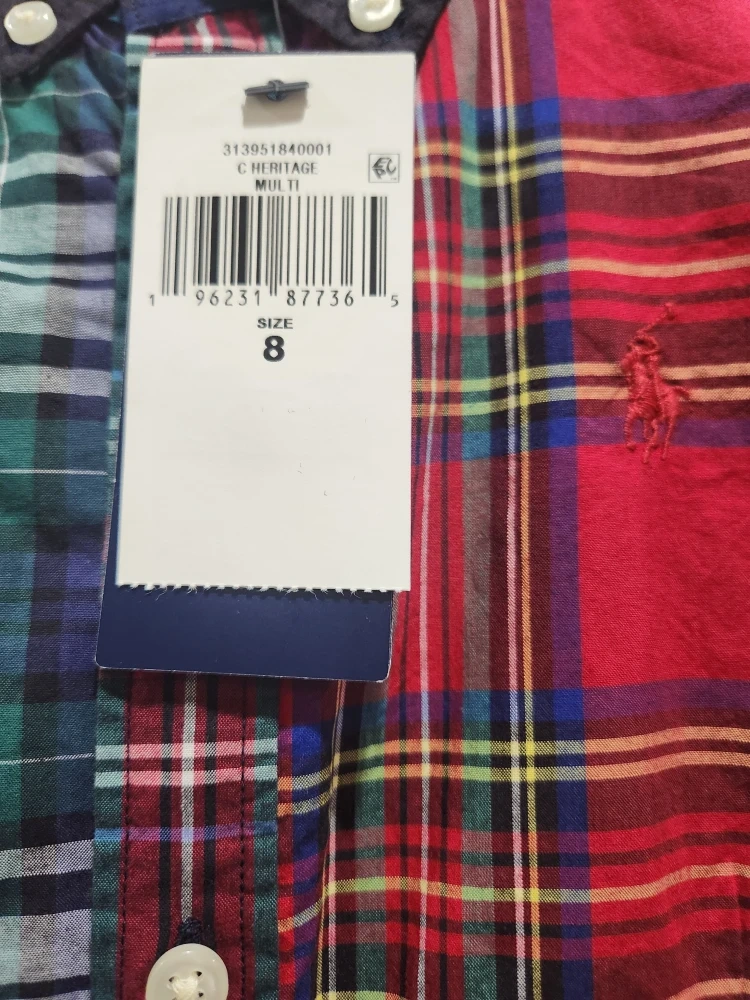 313951840001
C HERITAGE
MULTI
1 96231 87736 5
SIZE
8